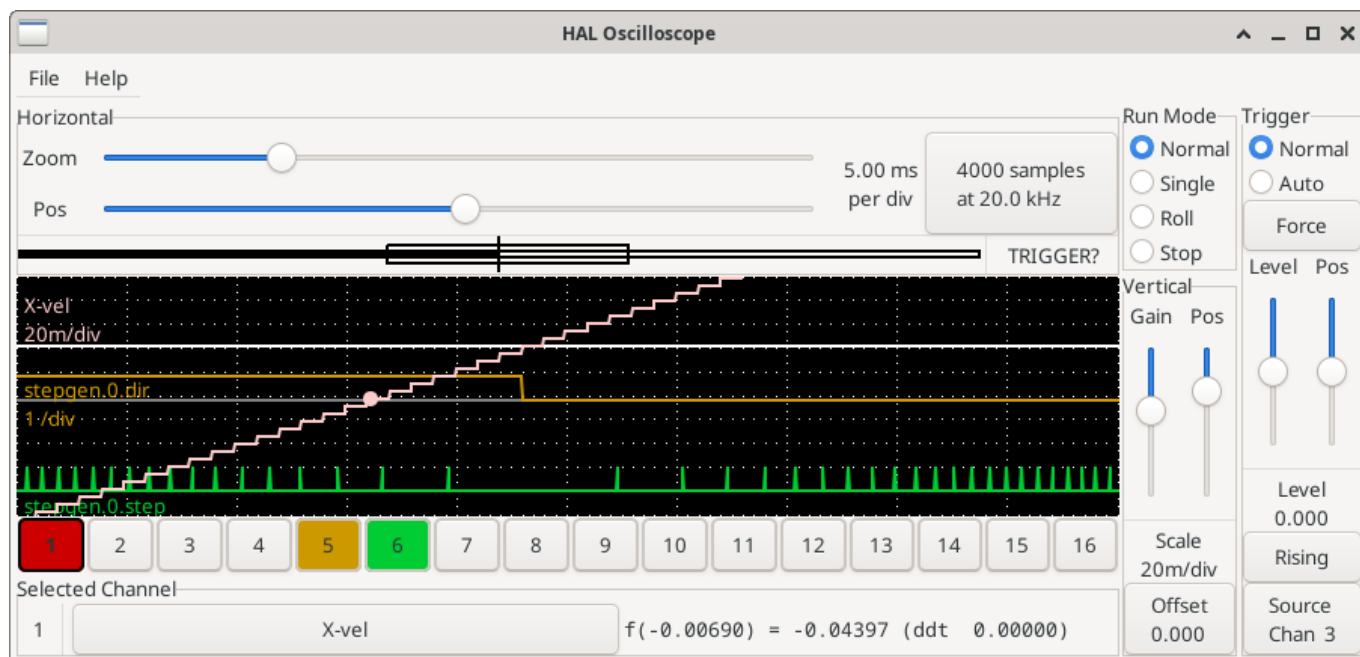 HAL Oscilloscope
File Help
Horizontal
Zoom
Pos
5.00 ms
per div
4000 samples
at 20.0 kHz
TRIGGER?
Run Mode
Normal
Single
Roll
Stop
Trigger
Normal
Auto
Force
Level Pos
Vertical
Gain Pos
X-vel
20m/div
stepgen.0.dir
1 /div
stepgen.0.step
1 2 3 4 5 6 7 8 9 10 11 12 13 14 15 16
Scale
20m/div
Offset
0.000
Level
0.000
Rising
Source
Chan 3
Selected Channel
1 X-vel f(-0.00690) = -0.04397 (ddt 0.00000)